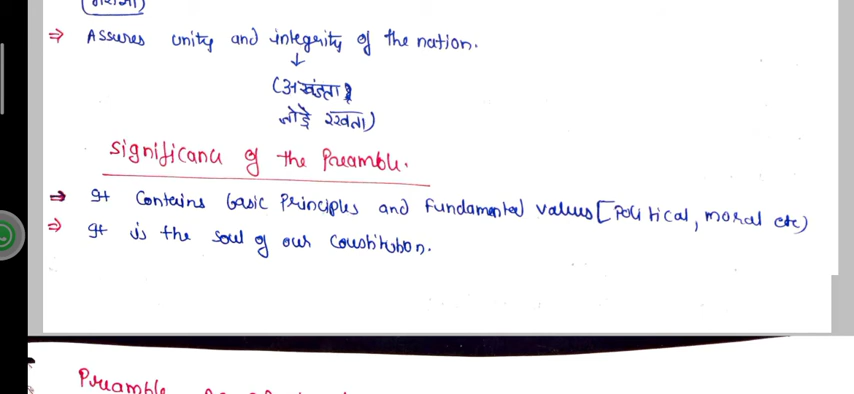 ⇒ Assures unity and integrity of the nation.
↓
(अखंडता,
जोड़े रखता)
Significance of the Preamble.
⇒ It contains basic principles and fundamental values [Political, moral etc)
⇒ It is the soul of our Constitution.
Preamble